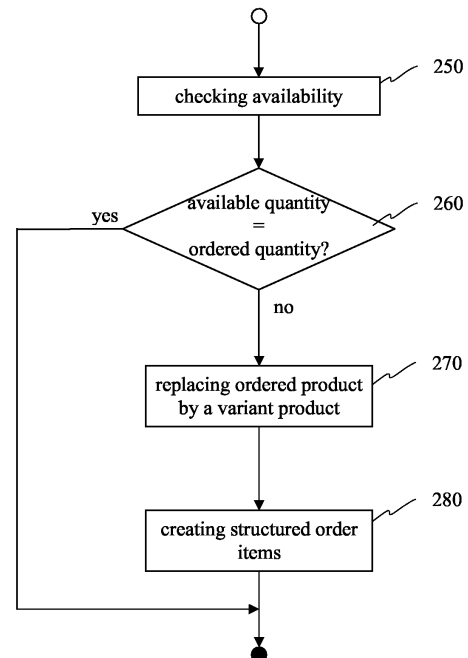 250
checking availability
yes
available quantity
=
ordered quantity?
260
no
270
replacing ordered product
by a variant product
280
creating structured order
items